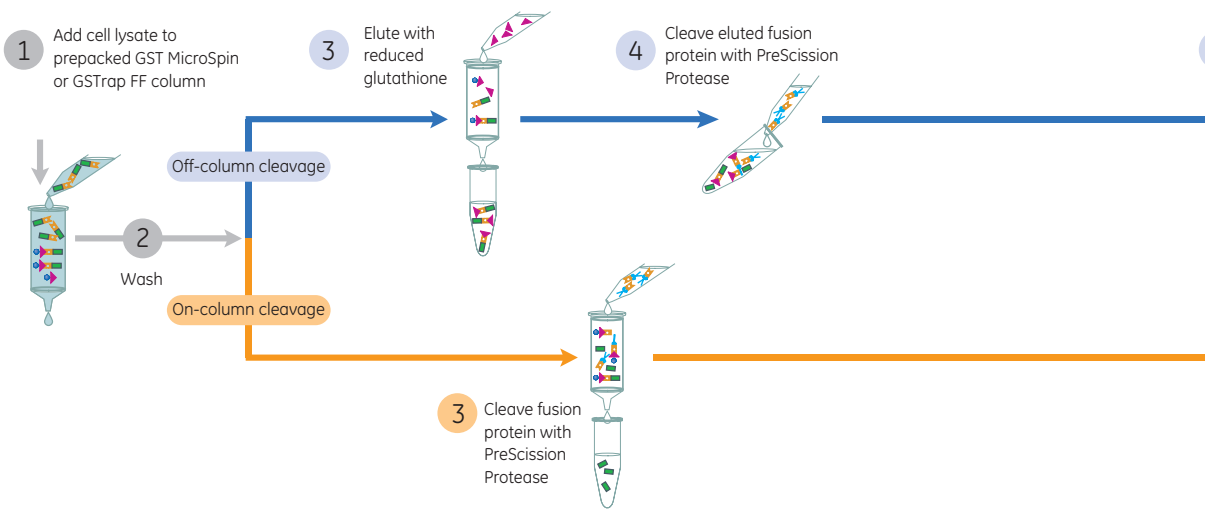 1
Add cell lysate to
prepacked GST MicroSpin
or GSTrap FF column
2
Wash
Off-column cleavage
On-column cleavage
3
Elute with
reduced
glutathione
4
Cleave eluted fusion
protein with PreScission
Protease
3
Cleave fusion
protein with
PreScission
Protease